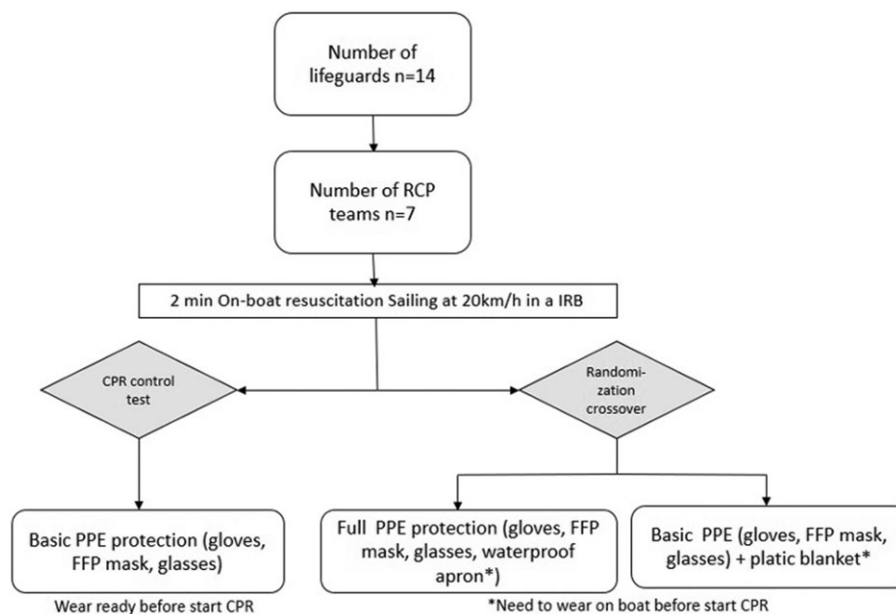 Number of
lifeguards n=14
Number of RCP
teams n=7
2 min On-boat resuscitation Sailing at 20km/h in a IRB
CPR control
test
Randomi-
zation
crossover
Basic PPE protection (gloves,
FFP mask, glasses)
Full PPE protection (gloves, FFP
mask, glasses, waterproof
apron*)
Basic PPE (gloves, FFP mask,
glasses) + platic blanket*
Wear ready before start CPR
*Need to wear on boat before start CPR